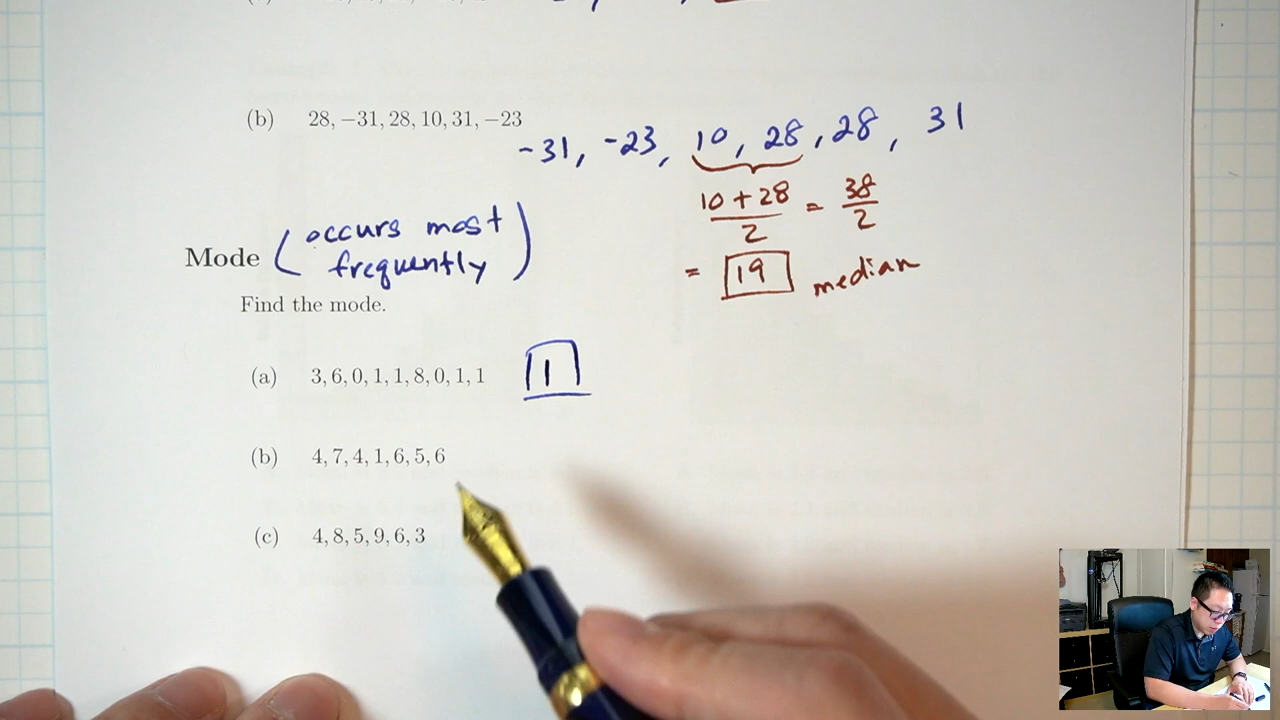 (b) 28, −31, 28, 10, 31, −23
-31, -23, 10, 28, 28, 31
10 + 28 / 2 = 38 / 2
= 19 median
Mode (occurs most
frequently)
Find the mode.
(a) 3, 6, 0, 1, 1, 8, 0, 1, 1 1
(b) 4, 7, 4, 1, 6, 5, 6
(c) 4, 8, 5, 9, 6, 3